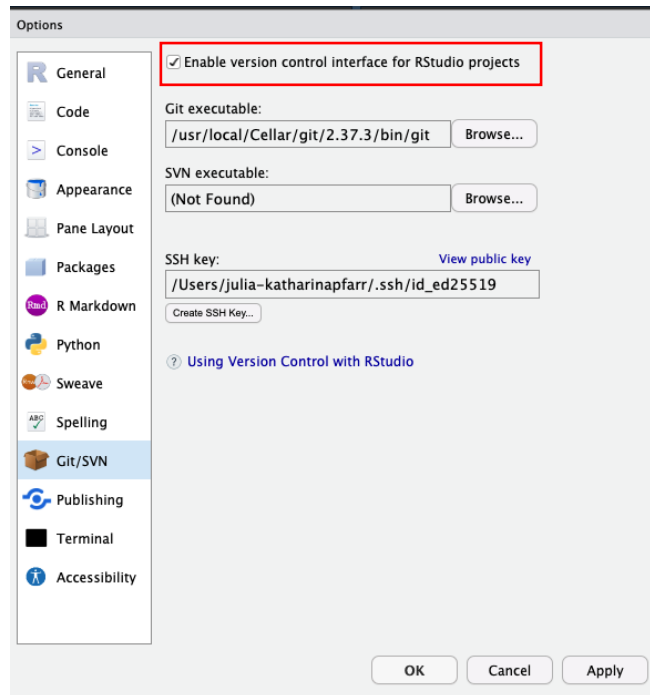 Options
General
Code
Console
Appearance
Pane Layout
Packages
Rmd R Markdown
Python
Sweave
ABC
Spelling
Git/SVN
Publishing
Terminal
Accessibility
Enable version control interface for RStudio projects
Git executable:
/usr/local/Cellar/git/2.37.3/bin/git Browse...
SVN executable:
(Not Found) Browse...
SSH key: View public key
/Users/julia-katharinapfarr/.ssh/id_ed25519
Create SSH Key...
? Using Version Control with RStudio
OK Cancel Apply